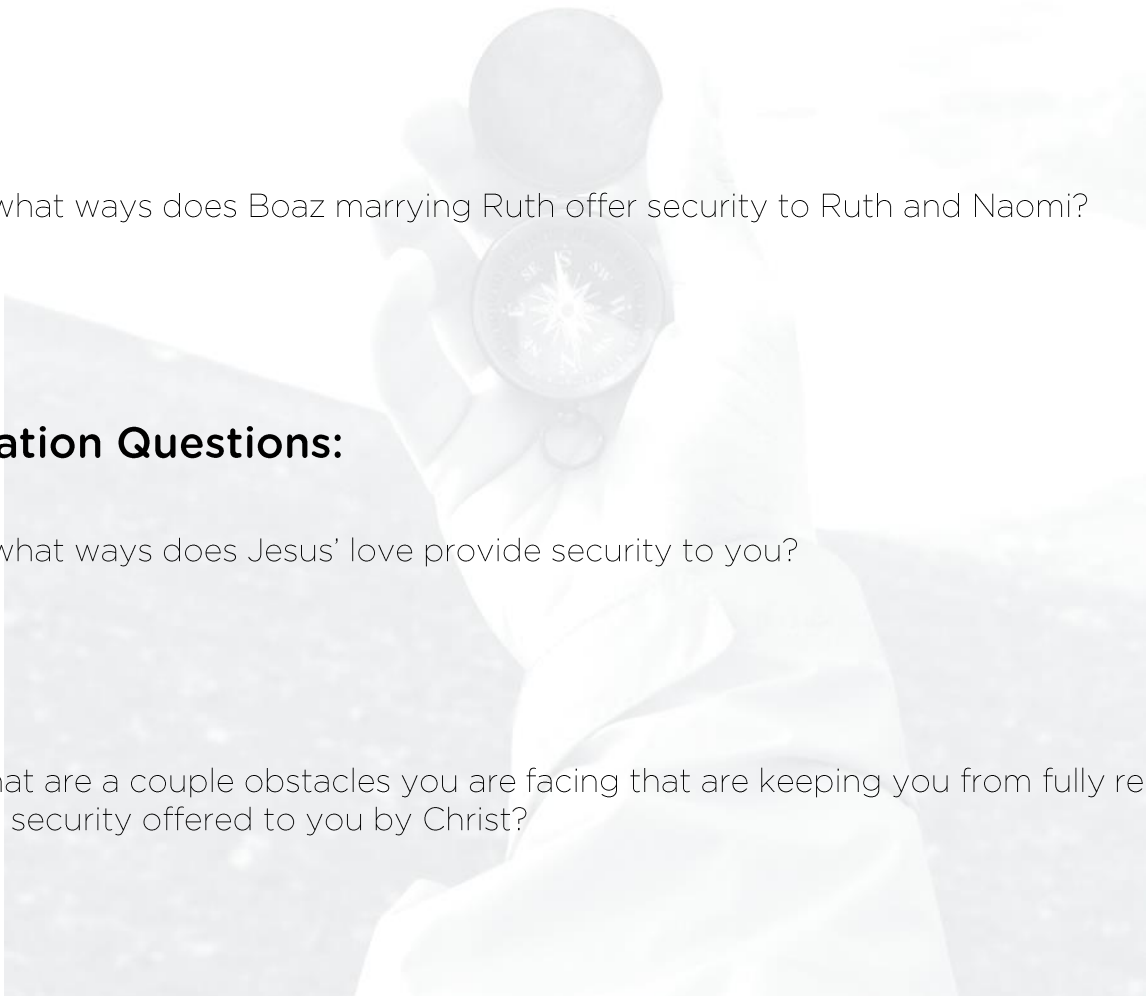 what ways does Boaz marrying Ruth offer security to Ruth and Naomi?
ation Questions:
what ways does Jesus’ love provide security to you?
hat are a couple obstacles you are facing that are keeping you from fully re
security offered to you by Christ?